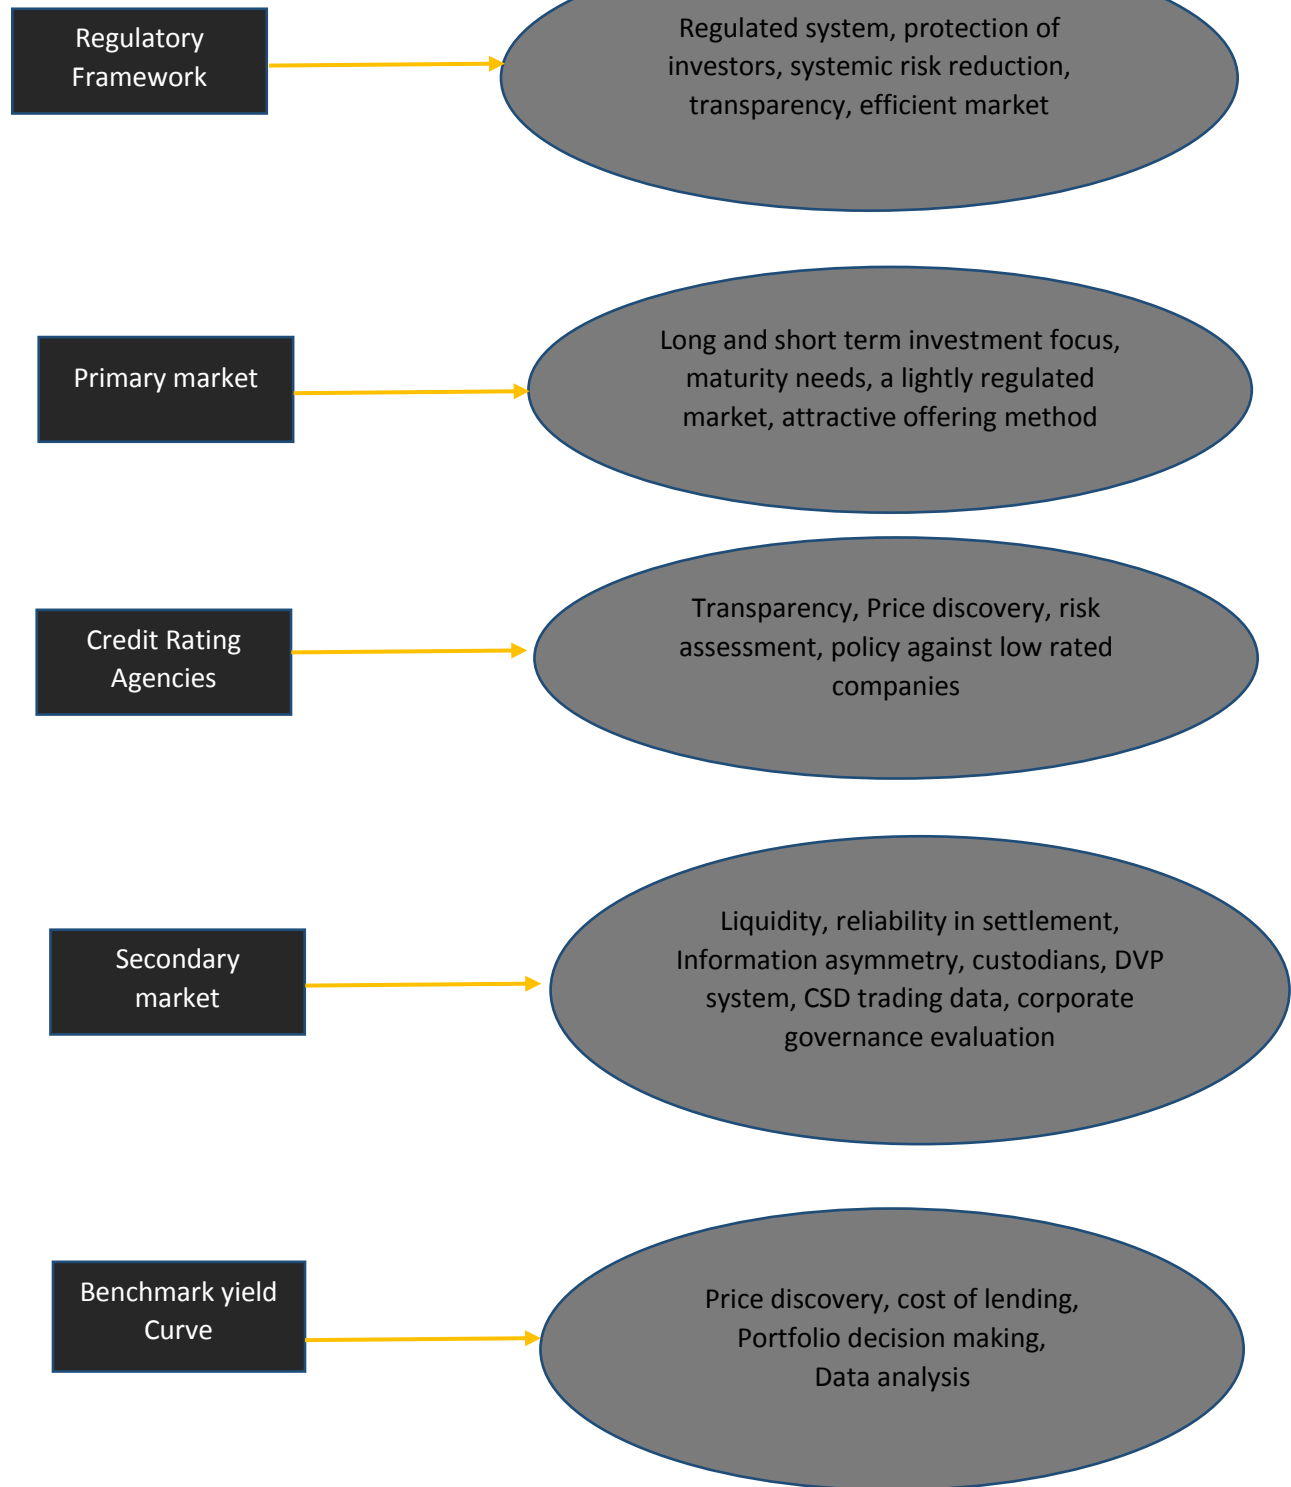 Regulatory
Framework
Regulated system, protection of
investors, systemic risk reduction,
transparency, efficient market
Primary market
Long and short term investment focus,
maturity needs, a lightly regulated
market, attractive offering method
Credit Rating
Agencies
Transparency, Price discovery, risk
assessment, policy against low rated
companies
Secondary
market
Liquidity, reliability in settlement,
Information asymmetry, custodians, DVP
system, CSD trading data, corporate
governance evaluation
Benchmark yield
Curve
Price discovery, cost of lending,
Portfolio decision making,
Data analysis